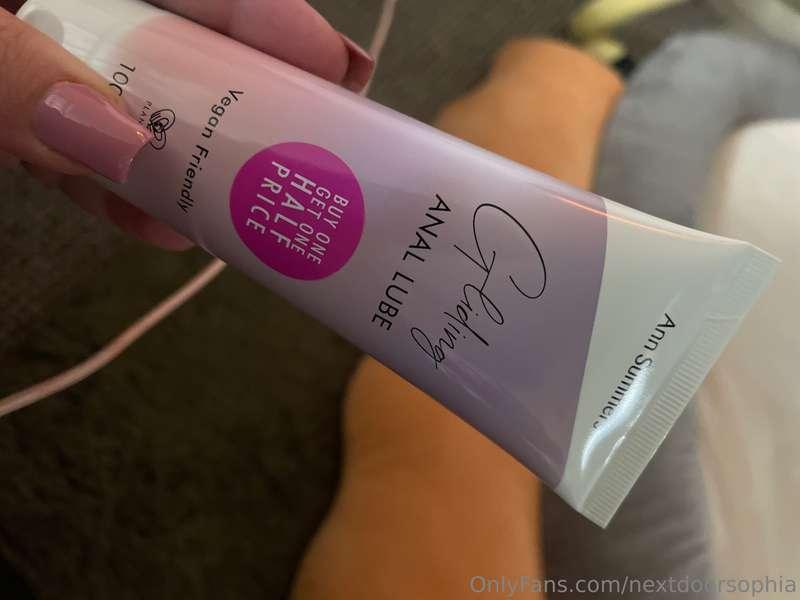 Ann Summers
Gliding
ANAL LUBE
BUY ONE
GET ONE
HALF
PRICE
Vegan Friendly
OnlyFans.com/nextdoorsophia